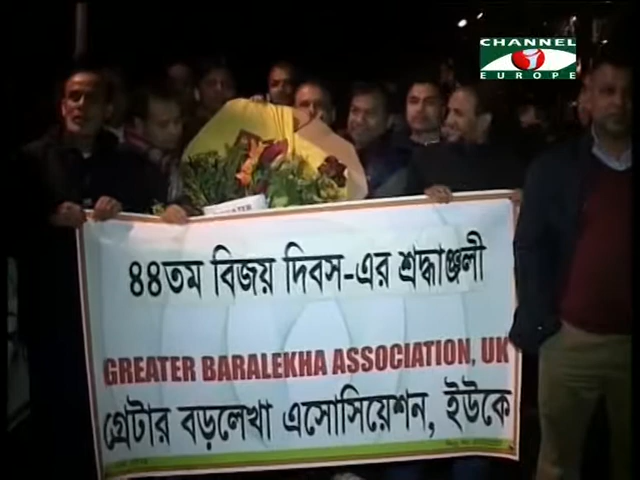 CHANNEL
i
EUROPE
৪৪তম বিজয় দিবস-এর শ্রদ্ধাঞ্জলী
GREATER BARALEKHA ASSOCIATION, UK
গ্রেটার বড়লেখা এসোসিয়েশন, ইউকে